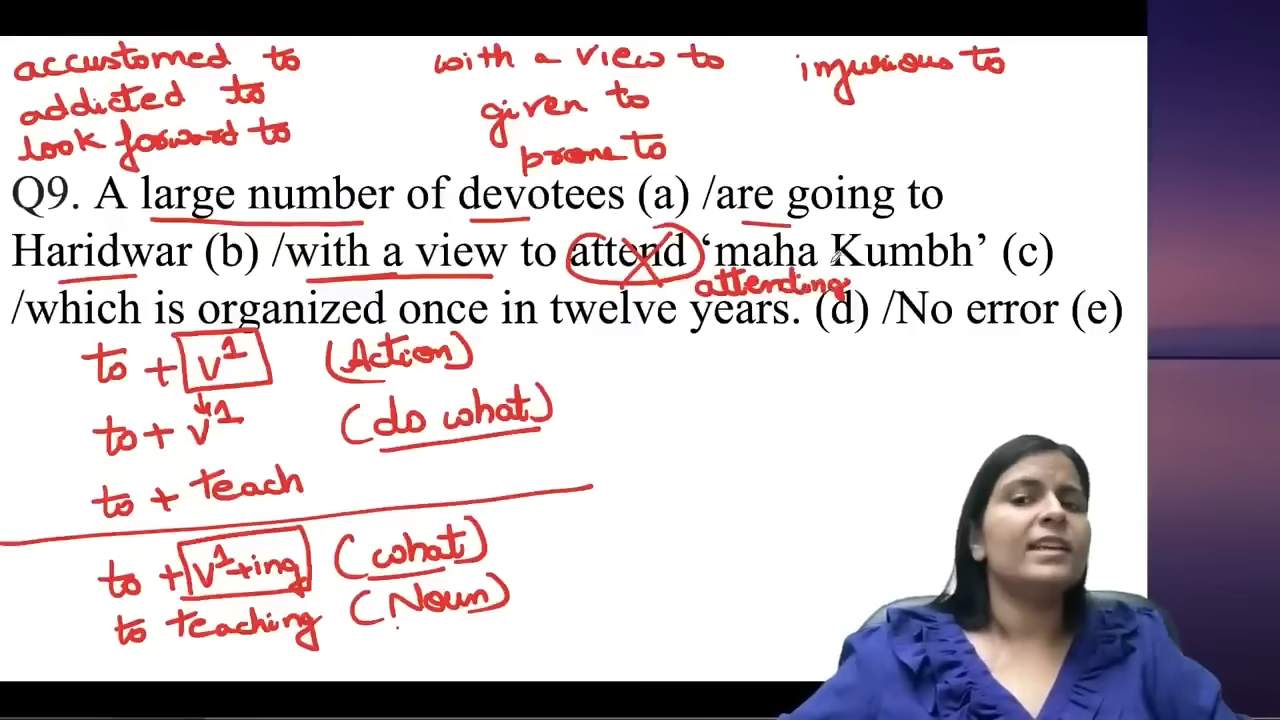 accustomed to with a view to injurious to
addicted to given to
look forward to prone to
Q9. A large number of devotees (a) /are going to
Haridwar (b) /with a view to attend ‘maha Kumbh’ (c)
attending
/which is organized once in twelve years. (d) /No error (e)
to + v1 (Action)
to + v1 (do what)
to + teach
to + v1+ing (what)
to teaching (Noun)